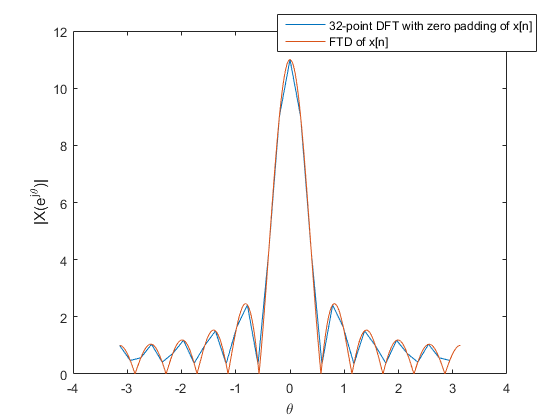 32-point DFT with zero padding of x[n]
FTD of x[n]
12
10
8
6
4
2
0
|X(e^jθ)|
-4 -3 -2 -1 0 1 2 3 4
θ